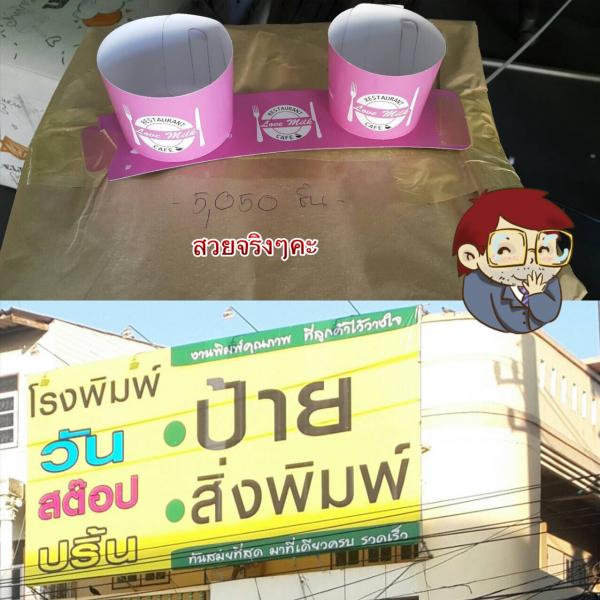 RESTAURANT
Love Milk
CAFE
RESTAURANT
Love Milk
CAFE
RESTAURANT
Love Milk
CAFE
- 5,050 ชิ้น -
สวยจริงๆคะ
งานพิมพ์คุณภาพ ที่ลูกค้าไว้วางใจ
โรงพิมพ์
วัน
สต๊อป
ปริ้น
• ป้าย
• สิ่งพิมพ์
ทันสมัยที่สุด มาที่เดียวครบ รวดเร็ว